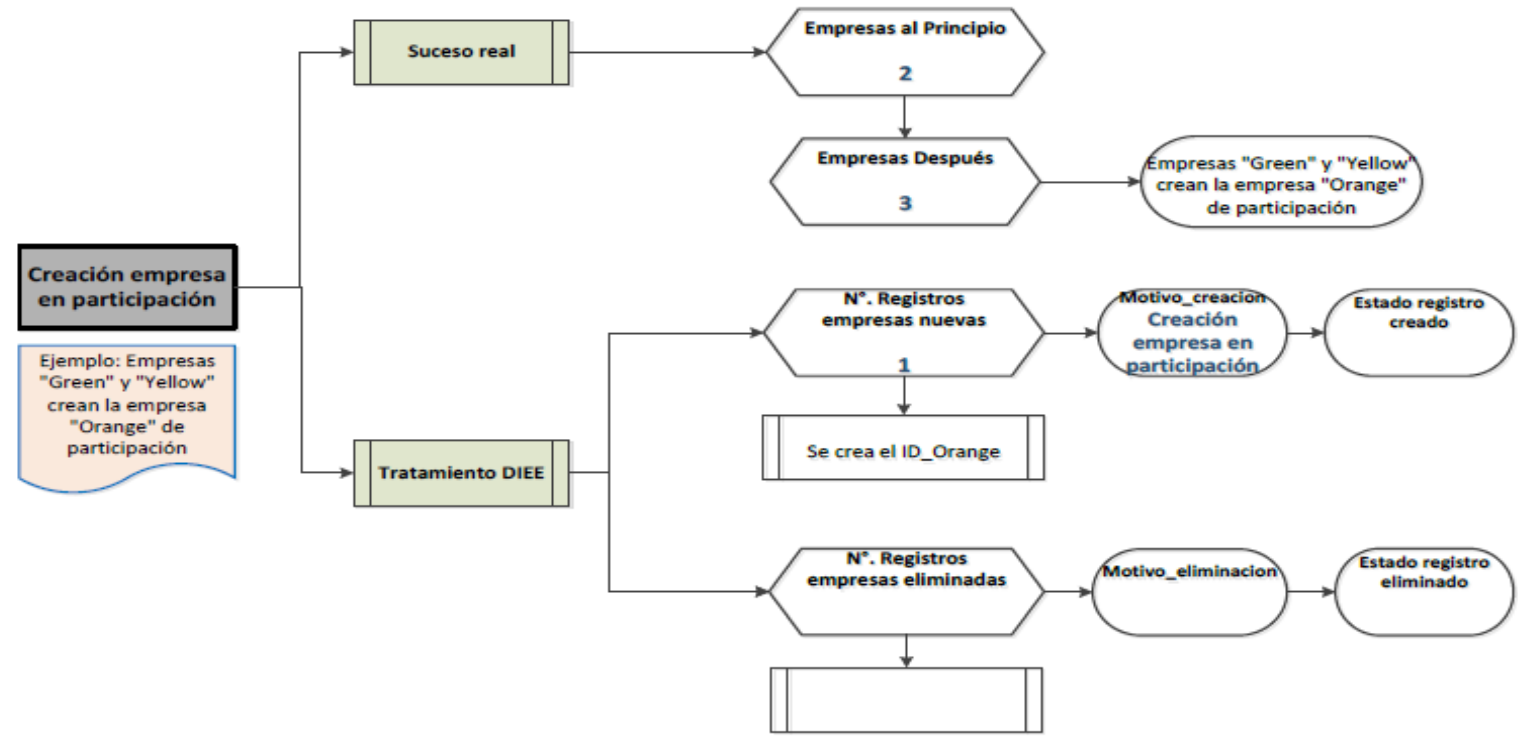 Suceso real
Empresas al Principio
2
Empresas Después
3
Empresas "Green" y "Yellow"
crean la empresa "Orange"
de participación
Creación empresa
en participación
Ejemplo: Empresas
"Green" y "Yellow"
crean la empresa
"Orange" de
participación
Tratamiento DIEE
N°. Registros
empresas nuevas
1
Motivo_creacion
Creación
empresa en
participación
Estado registro
creado
Se crea el ID_Orange
N°. Registros
empresas eliminadas
Motivo_eliminacion
Estado registro
eliminado